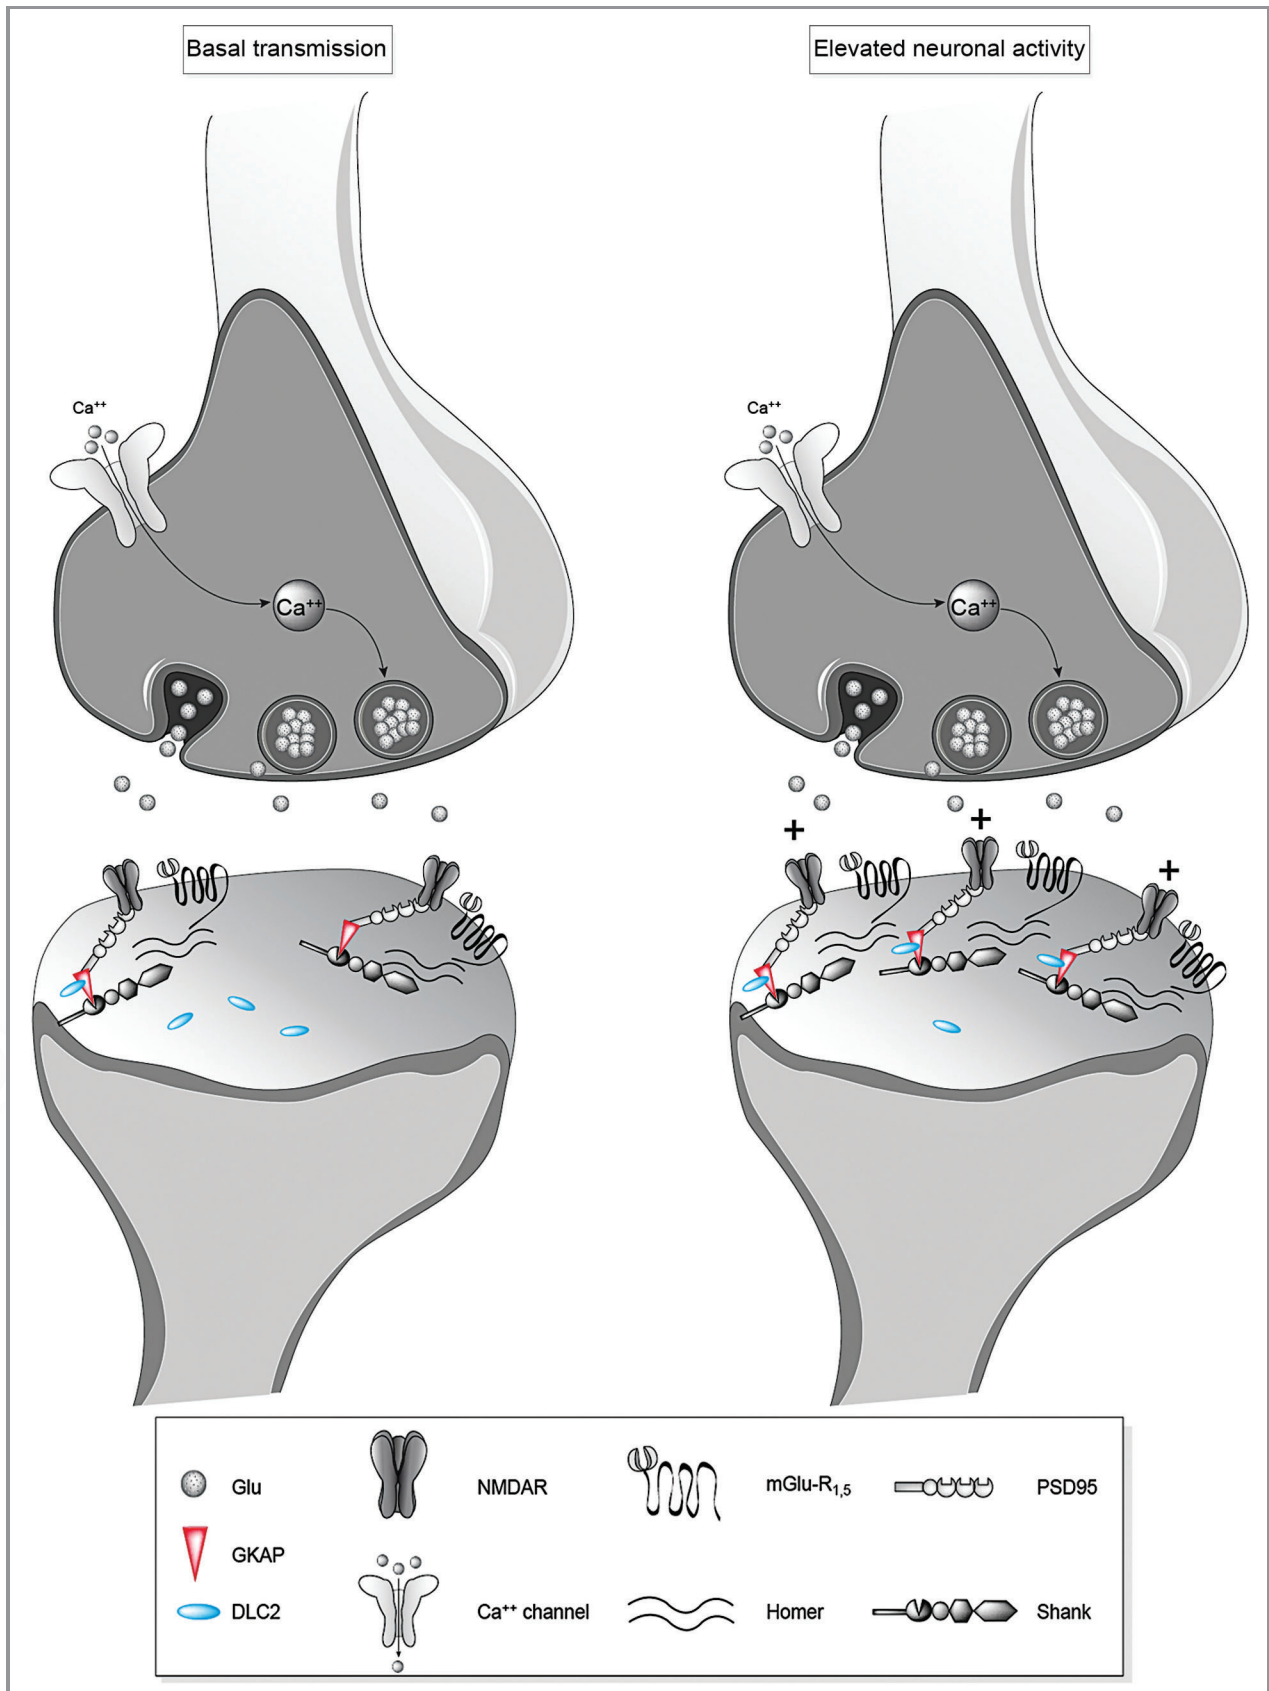 Basal transmission
Elevated neuronal activity
Ca⁺⁺
Ca⁺⁺
Ca⁺⁺
Ca⁺⁺
+
+
+
Glu
NMDAR
mGlu-R₁,₅
PSD95
GKAP
DLC2
Ca⁺⁺ channel
Homer
Shank